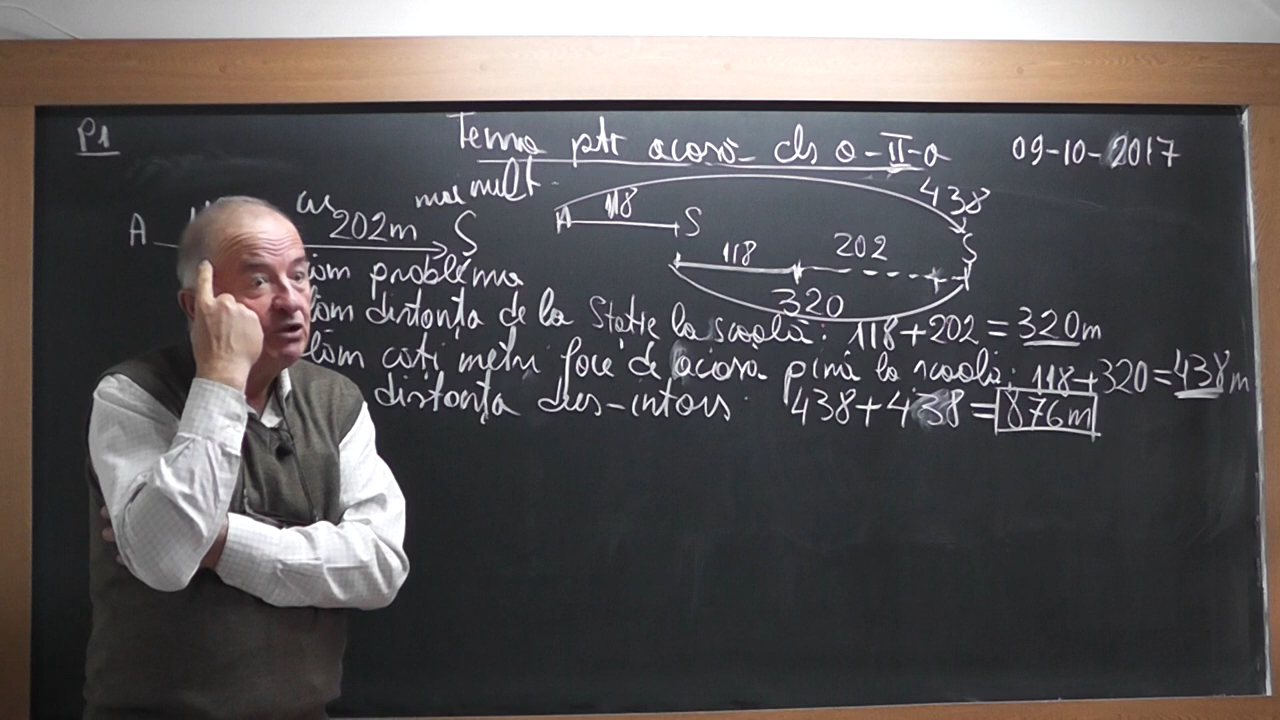 P1
Tema ptr acasă cls a-II-a 09-10-2017
mai mult.
A 202m S
A 118 S 438 S
118 202
320
problema
distanța de la Stație la școală: 118+202=320m
câți metri face de acasă pînă la școală: 118+320=438m
distanța dus-întors. 438+438=876m